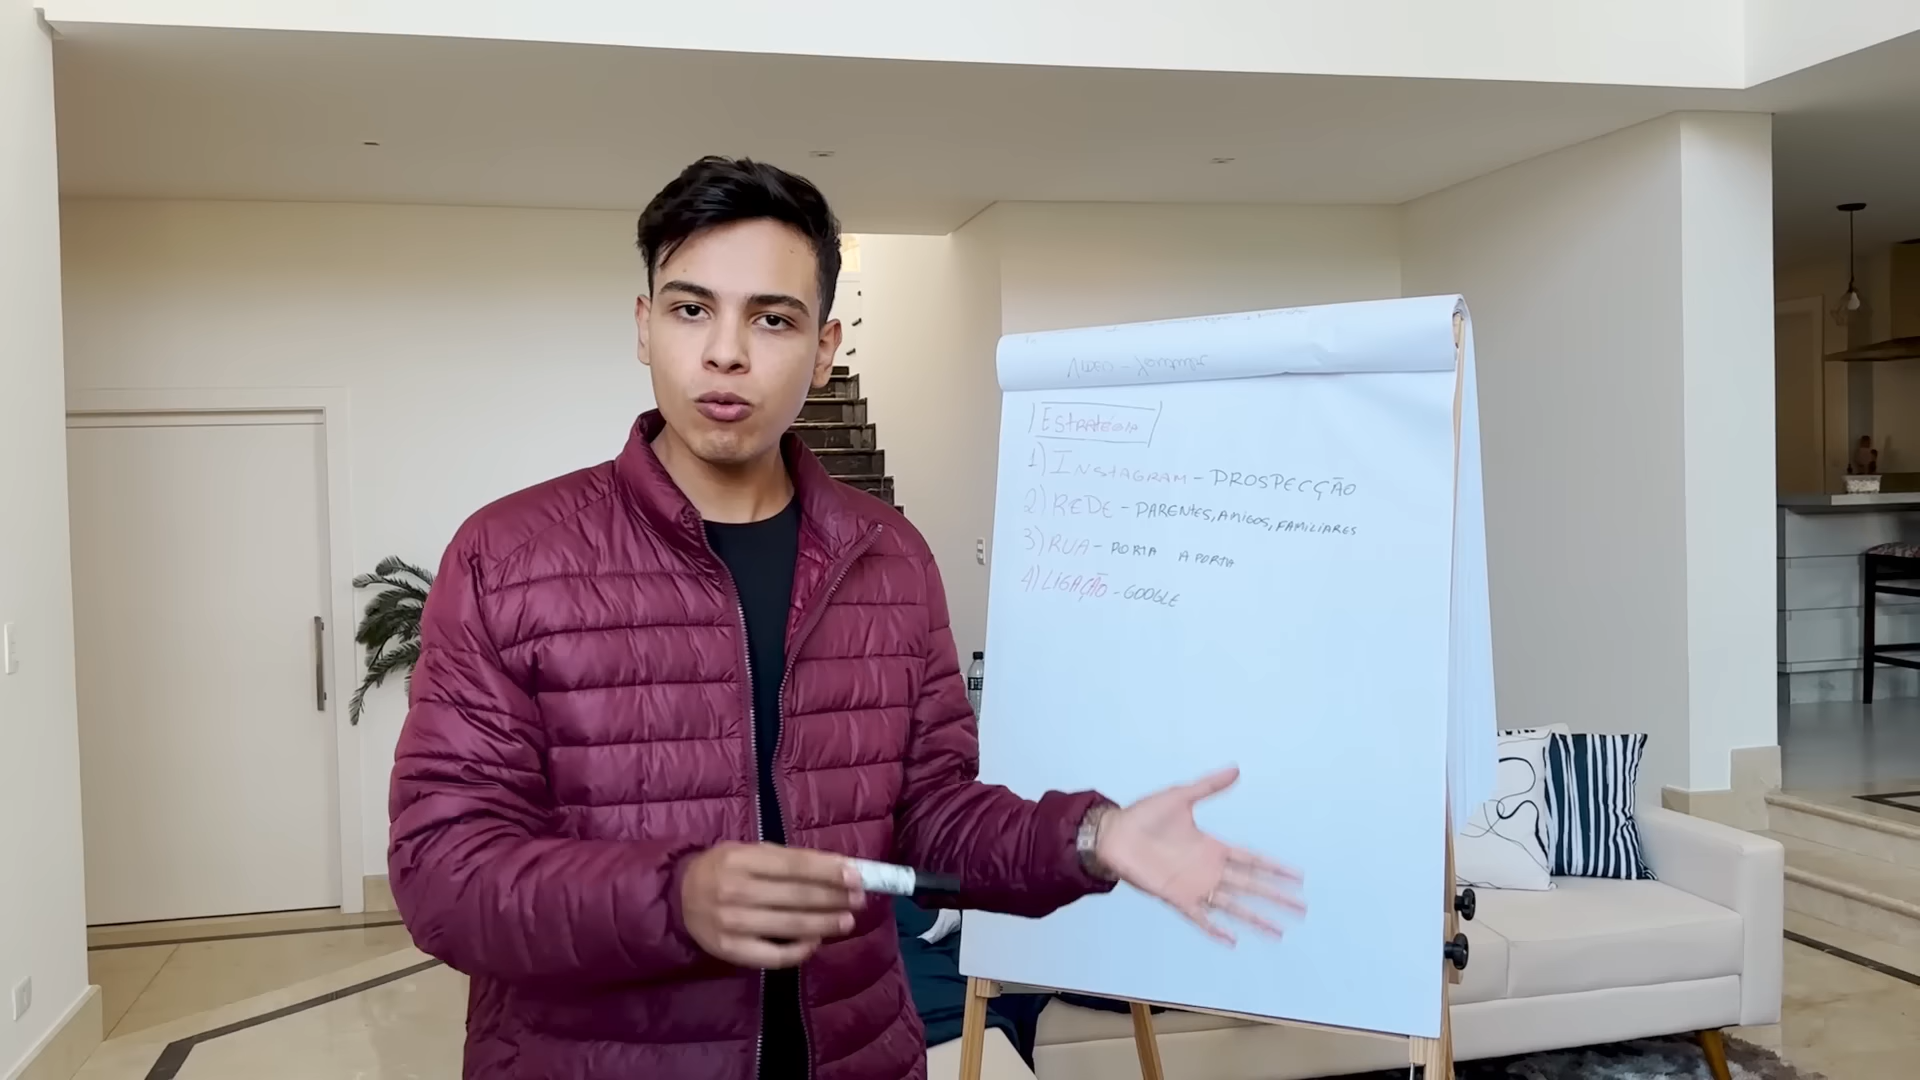 Estratégia
1) INSTAGRAM - PROSPECÇÃO
2) REDE - PARENTES, AMIGOS, FAMILIARES
3) RUA - PORTA A PORTA
4) LIGAÇÃO - GOOGLE